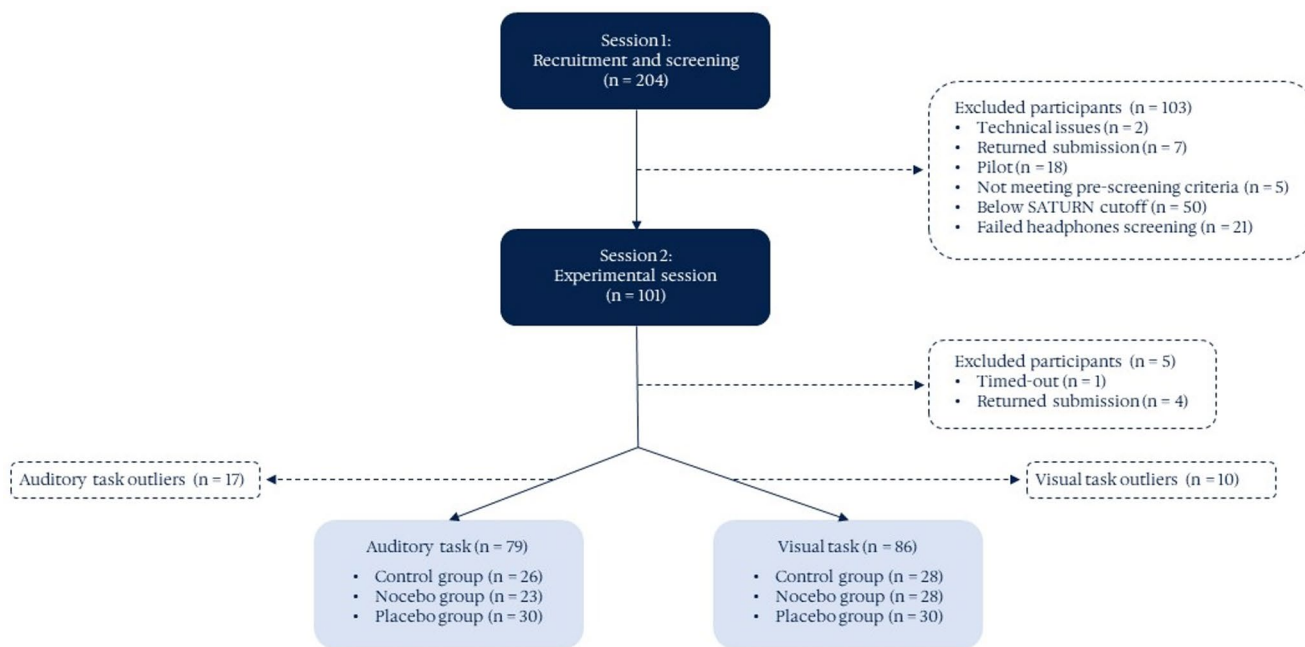 Session 1:
Recruitment and screening
(n = 204)
Excluded participants (n = 103)
• Technical issues (n = 2)
• Returned submission (n = 7)
• Pilot (n = 18)
• Not meeting pre-screening criteria (n = 5)
• Below SATURN cutoff (n = 50)
• Failed headphones screening (n = 21)
Session 2:
Experimental session
(n = 101)
Excluded participants (n = 5)
• Timed-out (n = 1)
• Returned submission (n = 4)
Auditory task outliers (n = 17)
Visual task outliers (n = 10)
Auditory task (n = 79)
• Control group (n = 26)
• Nocebo group (n = 23)
• Placebo group (n = 30)
Visual task (n = 86)
• Control group (n = 28)
• Nocebo group (n = 28)
• Placebo group (n = 30)